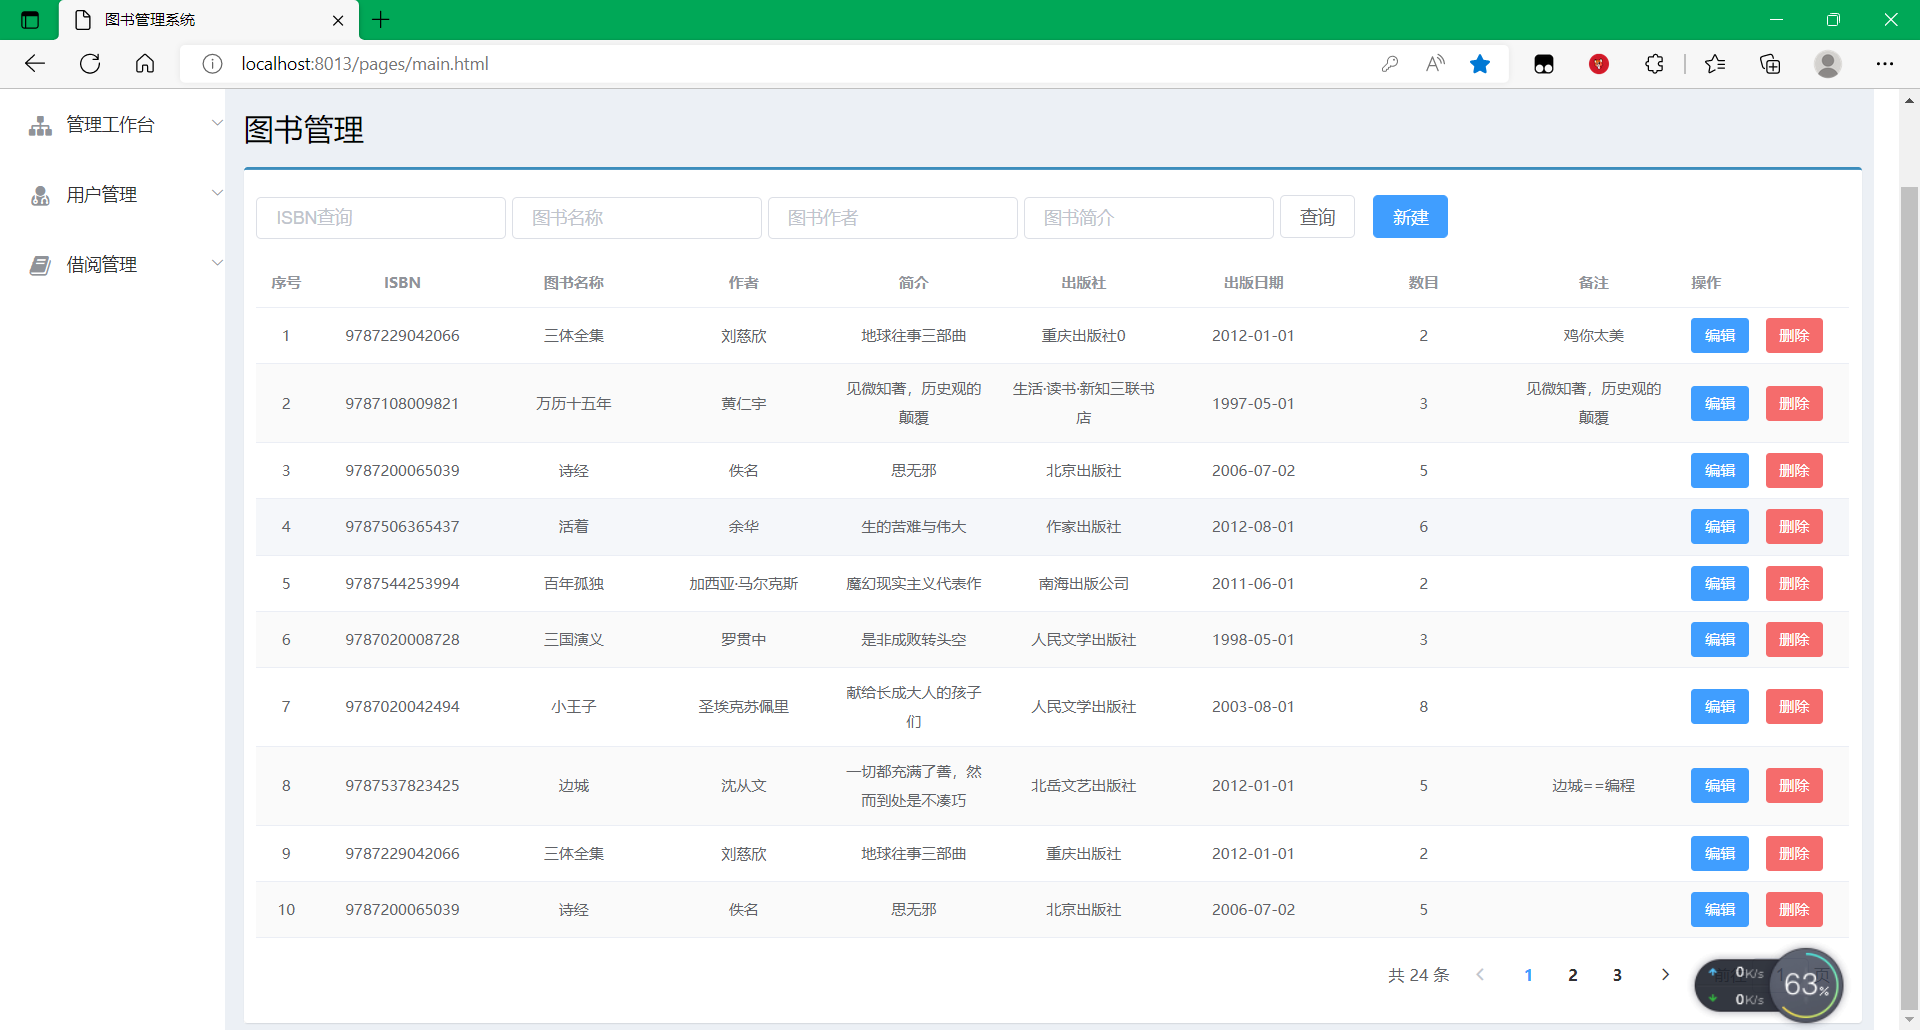 图书管理系统
localhost:8013/pages/main.html
管理工作台
用户管理
借阅管理
图书管理
ISBN查询 图书名称 图书作者 图书简介 查询 新建
序号 ISBN 图书名称 作者 简介 出版社 出版日期 数目 备注 操作
1 9787229042066 三体全集 刘慈欣 地球往事三部曲 重庆出版社0 2012-01-01 2 鸡你太美 编辑 删除
2 9787108009821 万历十五年 黄仁宇 见微知著，历史观的
颠覆 生活·读书·新知三联书
店 1997-05-01 3 见微知著，历史观的
颠覆 编辑 删除
3 9787200065039 诗经 佚名 思无邪 北京出版社 2006-07-02 5 编辑 删除
4 9787506365437 活着 余华 生的苦难与伟大 作家出版社 2012-08-01 6 编辑 删除
5 9787544253994 百年孤独 加西亚·马尔克斯 魔幻现实主义代表作 南海出版公司 2011-06-01 2 编辑 删除
6 9787020008728 三国演义 罗贯中 是非成败转头空 人民文学出版社 1998-05-01 3 编辑 删除
7 9787020042494 小王子 圣埃克苏佩里 献给长成大人的孩子
们 人民文学出版社 2003-08-01 8 编辑 删除
8 9787537823425 边城 沈从文 一切都充满了善，然
而到处是不凑巧 北岳文艺出版社 2012-01-01 5 边城==编程 编辑 删除
9 9787229042066 三体全集 刘慈欣 地球往事三部曲 重庆出版社 2012-01-01 2 编辑 删除
10 9787200065039 诗经 佚名 思无邪 北京出版社 2006-07-02 5 编辑 删除
共 24 条 1 2 3
0K/s
0K/s
63%